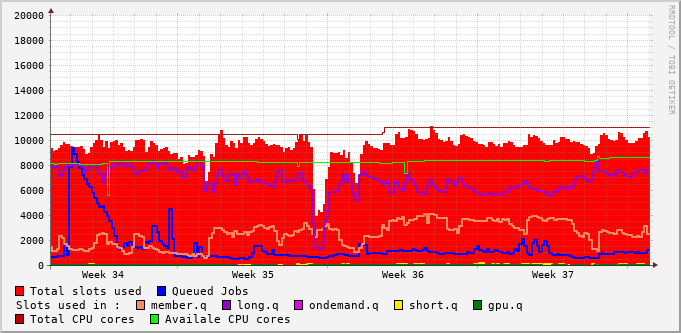 RRDTOOL / TOBI OETIKER
20000
18000
16000
14000
12000
10000
8000
6000
4000
2000
0
Week 34 Week 35 Week 36 Week 37
Total slots used Queued Jobs
Slots used in : member.q long.q ondemand.q short.q gpu.q
Total CPU cores Availale CPU cores